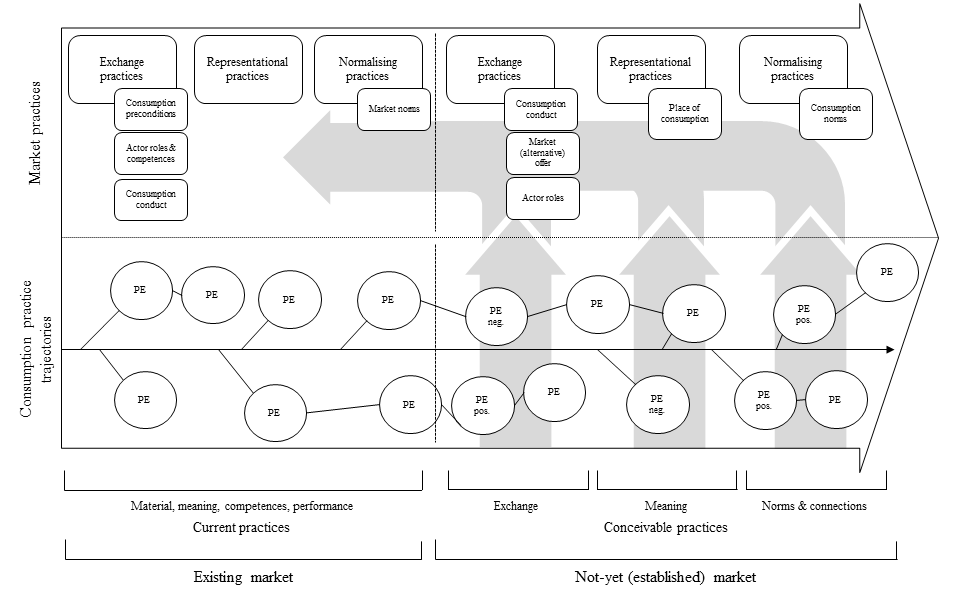 Market practices
Exchange
practices
Representational
practices
Normalising
practices
Exchange
practices
Representational
practices
Normalising
practices
Consumption
preconditions
Actor roles &
competences
Consumption
conduct
Market norms
Consumption
conduct
Market
(alternative)
offer
Actor roles
Place of
consumption
Consumption
norms
Consumption practice
trajectories
PE
PE
PE
PE
PE
neg.
PE
PE
PE
pos.
PE
PE
PE
PE
PE
pos.
PE
PE
neg.
PE
pos.
PE
Material, meaning, competences, performance
Exchange
Meaning
Norms & connections
Current practices
Conceivable practices
Existing market
Not-yet (established) market